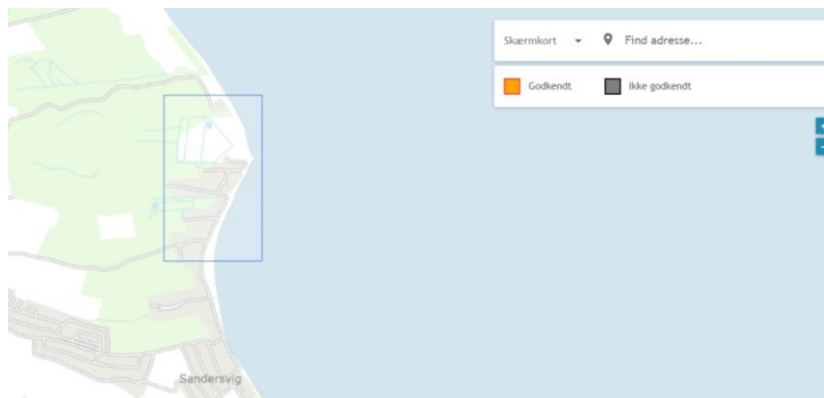 Skærmkort
Find adresse...
Godkendt
Ikke godkendt
Sandersvig